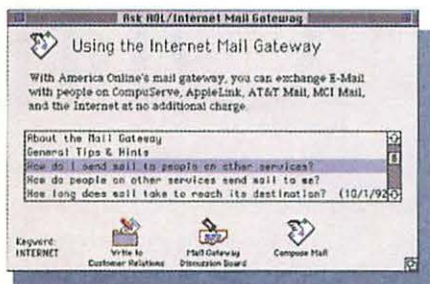 Ask AOL/Internet Mail Gateway
Using the Internet Mail Gateway
With America Online's mail gateway, you can exchange E-Mail
with people on CompuServe, AppleLink, AT&T Mail, MCI Mail,
and the Internet at no additional charge.
About the Mail Gateway
General Tips & Hints
How do I send mail to people on other services?
How do people on other services send mail to me?
How long does mail take to reach its destination? (10/1/92
Keyword:
INTERNET
Write to
Customer Relations
Mail Gateway
Discussion Board
Compose Mail